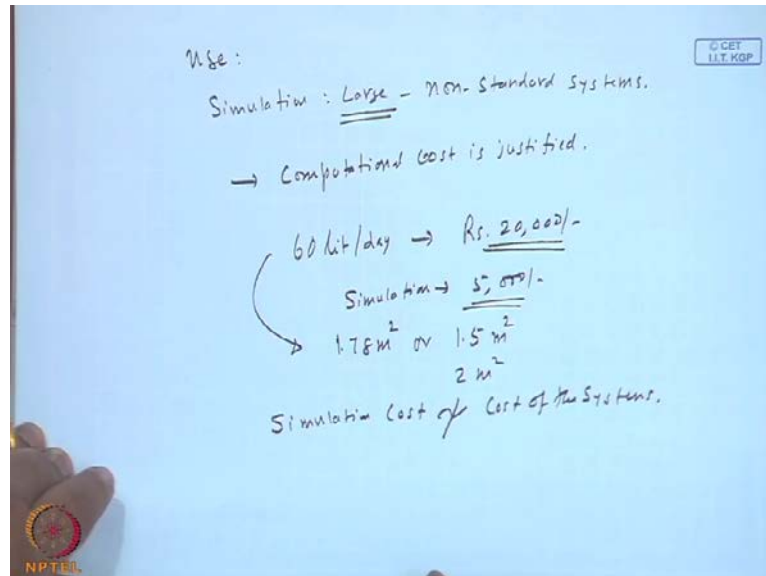 Use :
© CET
I.I.T. KGP
Simulation : Large - non-standard systems.
→ Computational cost is justified.
60 lit/day → Rs. 20,000/-
Simulation → 5,000/-
1.78 m² or 1.5 m²
2 m²
Simulation Cost Cost of the Systems.
NPTEL